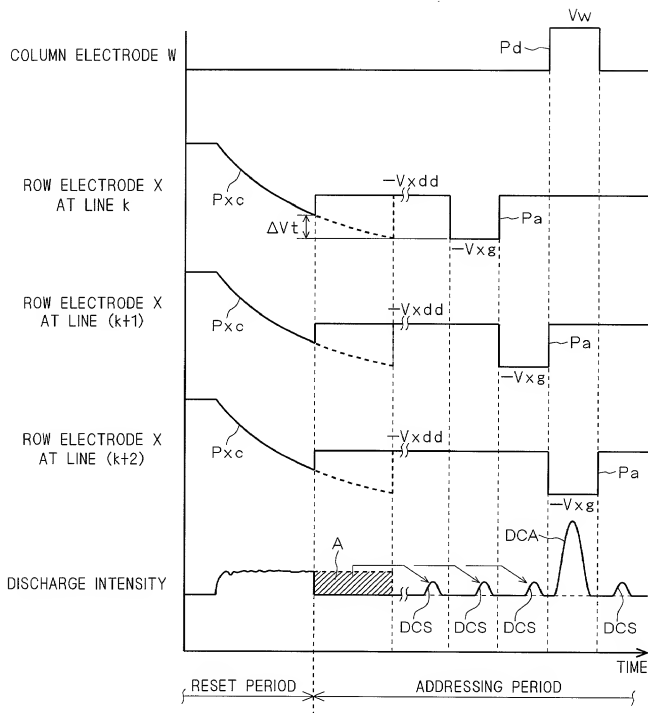 Vw
COLUMN ELECTRODE W
Pd
-Vxdd
ROW ELECTRODE X
AT LINE k
Pxc
ΔVt
Pa
-Vxg
-Vxdd
ROW ELECTRODE X
AT LINE (k+1)
Pxc
Pa
-Vxg
-Vxdd
ROW ELECTRODE X
AT LINE (k+2)
Pxc
Pa
-Vxg
A
DCA
DISCHARGE INTENSITY
DCS DCS DCS DCS
TIME
RESET PERIOD ADDRESSING PERIOD